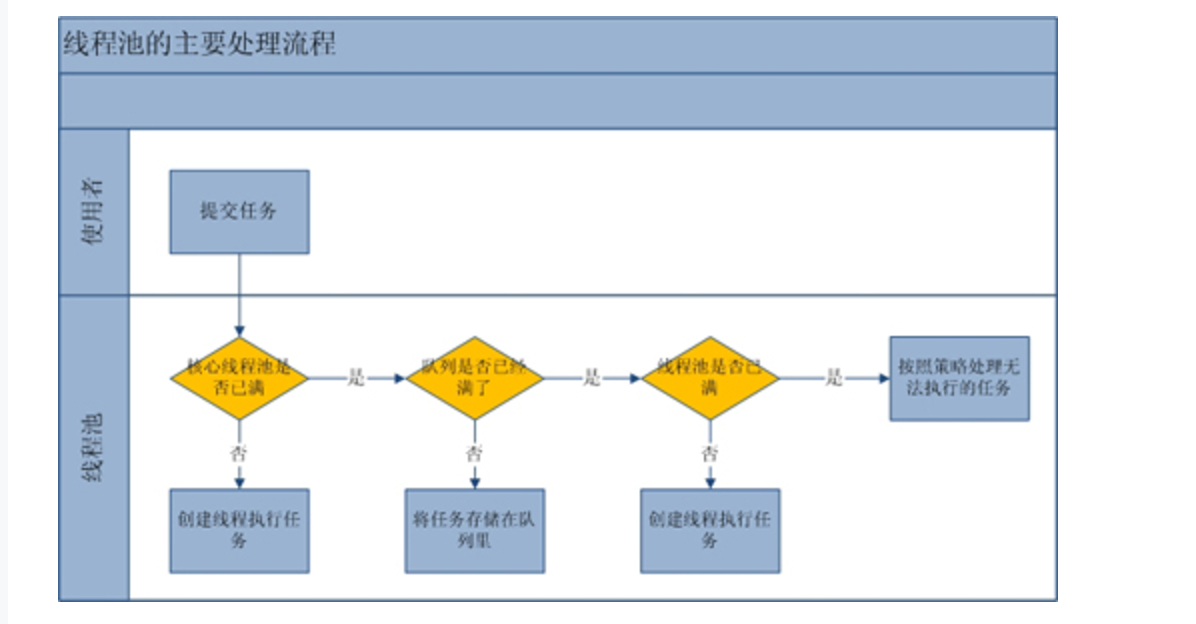 线程池的主要处理流程
使用者
提交任务
线程池
核心线程池是
否已满
是
队列是否已经
满了
是
线程池是否已
满
是
按照策略处理无
法执行的任务
否
否
否
创建线程执行任
务
将任务存储在队
列里
创建线程执行任
务